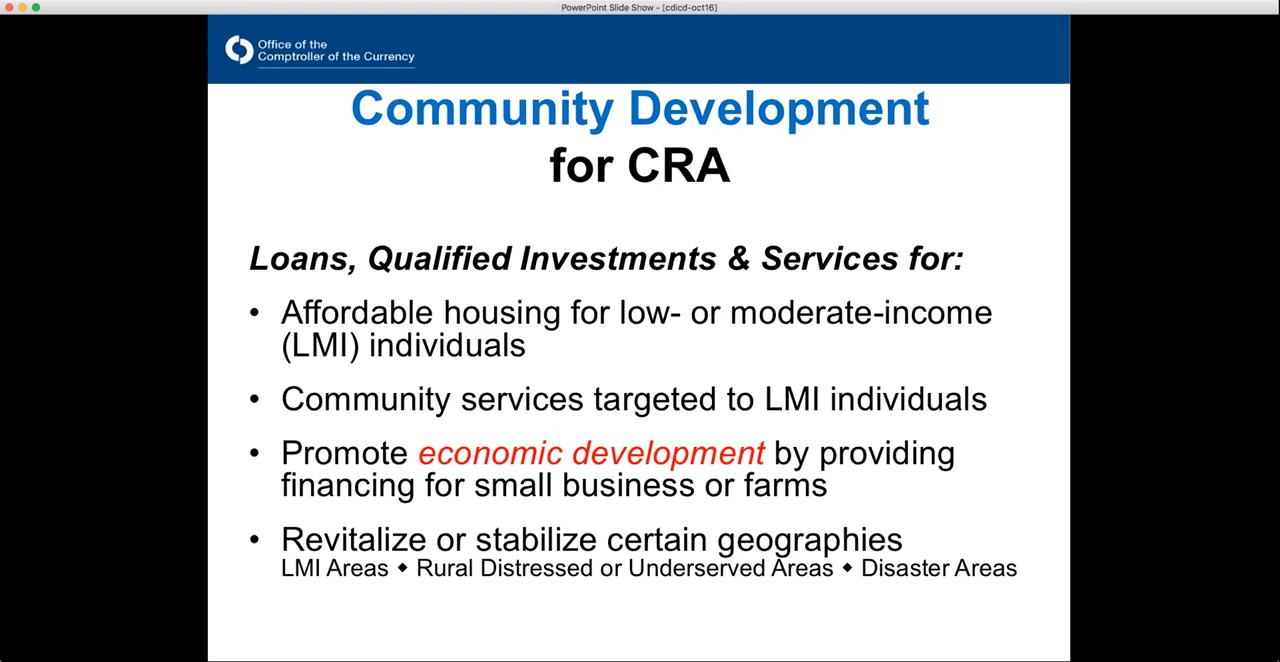 PowerPoint Slide Show - [cdicd-oct16]
Office of the
Comptroller of the Currency
Community Development
for CRA
Loans, Qualified Investments & Services for:
• Affordable housing for low- or moderate-income
(LMI) individuals
• Community services targeted to LMI individuals
• Promote economic development by providing
financing for small business or farms
• Revitalize or stabilize certain geographies
LMI Areas ◆ Rural Distressed or Underserved Areas ◆ Disaster Areas